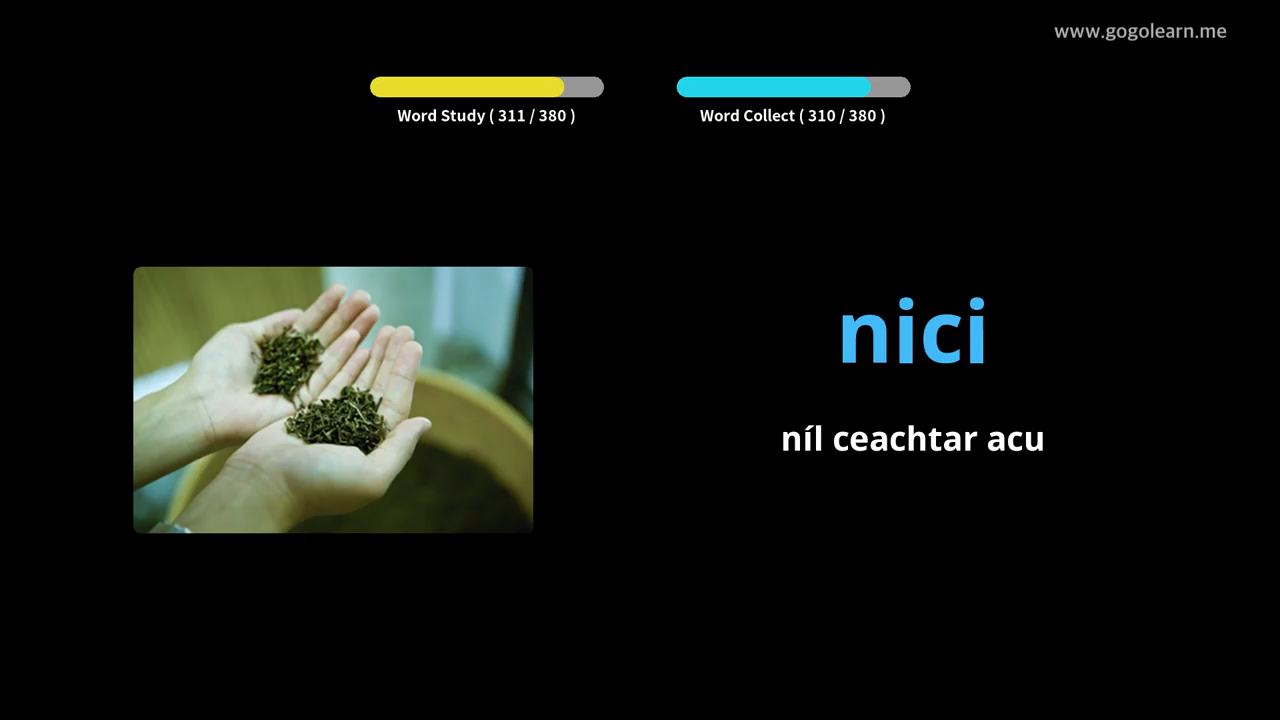 www.gogolearn.me
Word Study ( 311 / 380 )
Word Collect ( 310 / 380 )
nici
níl ceachtar acu